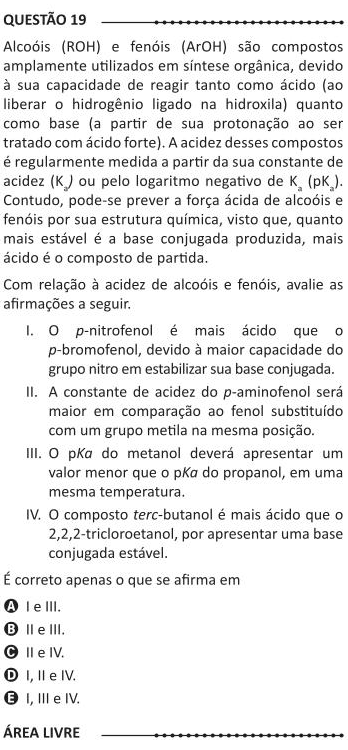 QUESTÃO 19
Alcoóis (ROH) e fenóis (ArOH) são compostos
amplamente utilizados em síntese orgânica, devido
à sua capacidade de reagir tanto como ácido (ao
liberar o hidrogênio ligado na hidroxila) quanto
como base (a partir de sua protonação ao ser
tratado com ácido forte). A acidez desses compostos
é regularmente medida a partir da sua constante de
acidez (Ka) ou pelo logaritmo negativo de Ka (pKa).
Contudo, pode-se prever a força ácida de alcoóis e
fenóis por sua estrutura química, visto que, quanto
mais estável é a base conjugada produzida, mais
ácido é o composto de partida.
Com relação à acidez de alcoóis e fenóis, avalie as
afirmações a seguir.
I. O p-nitrofenol é mais ácido que o
p-bromofenol, devido à maior capacidade do
grupo nitro em estabilizar sua base conjugada.
II. A constante de acidez do p-aminofenol será
maior em comparação ao fenol substituído
com um grupo metila na mesma posição.
III. O pKa do metanol deverá apresentar um
valor menor que o pKa do propanol, em uma
mesma temperatura.
IV. O composto terc-butanol é mais ácido que o
2,2,2-tricloroetanol, por apresentar uma base
conjugada estável.
É correto apenas o que se afirma em
A I e III.
B II e III.
C II e IV.
D I, II e IV.
E I, III e IV.
ÁREA LIVRE